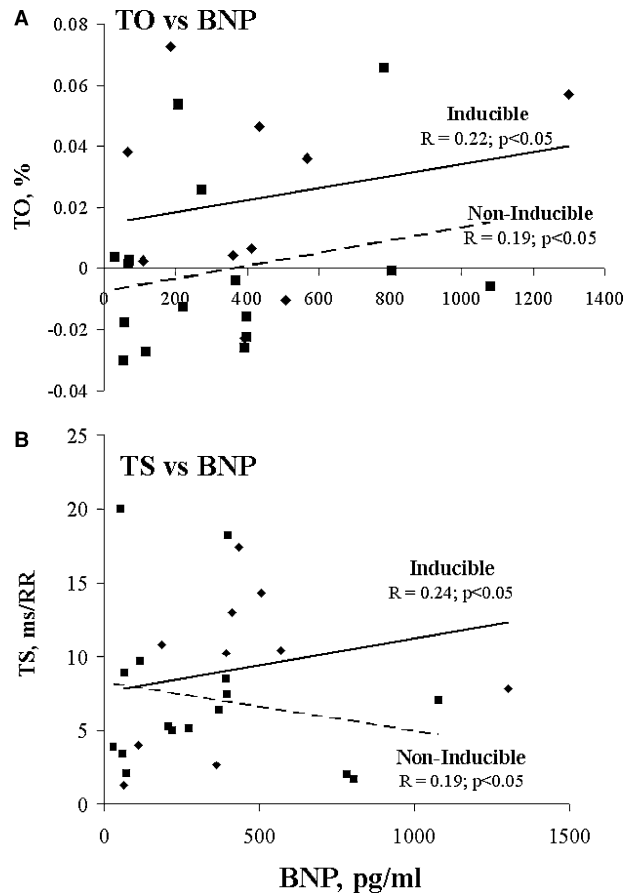 A
TO vs BNP
0.08
0.06
0.04
0.02
0
-0.02
-0.04
TO, %
Inducible
R = 0.22; p<0.05
Non-Inducible
R = 0.19; p<0.05
0 200 400 600 800 1000 1200 1400
B
TS vs BNP
25
20
15
10
5
0
TS, ms/RR
Inducible
R = 0.24; p<0.05
Non-Inducible
R = 0.19; p<0.05
0 500 1000 1500
BNP, pg/ml